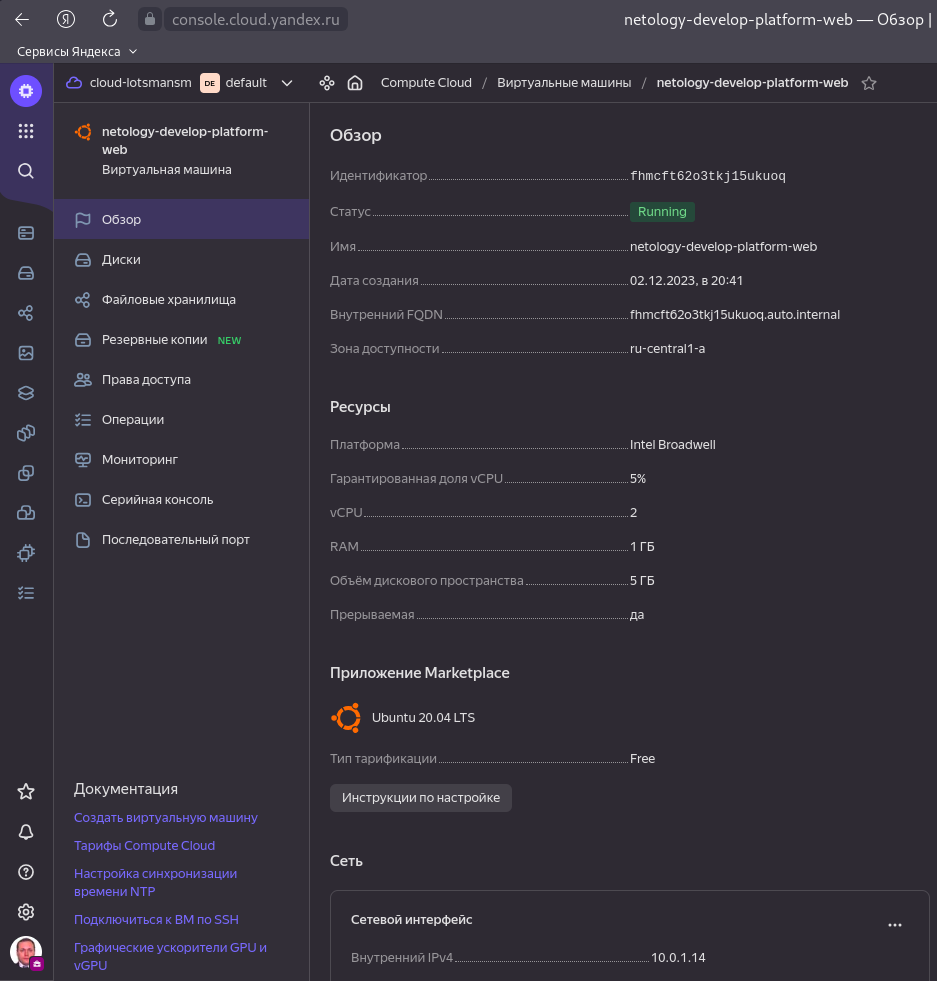 console.cloud.yandex.ru
netology-develop-platform-web — Обзор |
Сервисы Яндекса
cloud-lotsmansm DE default
Compute Cloud / Виртуальные машины / netology-develop-platform-web
netology-develop-platform-
web
Виртуальная машина
Обзор
Диски
Файловые хранилища
Резервные копии NEW
Права доступа
Операции
Мониторинг
Серийная консоль
Последовательный порт
Документация
Создать виртуальную машину
Тарифы Compute Cloud
Настройка синхронизации
времени NTP
Подключиться к ВМ по SSH
Графические ускорители GPU и
vGPU
Обзор
Идентификатор fhmcft62o3tkj15ukuoq
Статус Running
Имя netology-develop-platform-web
Дата создания 02.12.2023, в 20:41
Внутренний FQDN fhmcft62o3tkj15ukuoq.auto.internal
Зона доступности ru-central1-a
Ресурсы
Платформа Intel Broadwell
Гарантированная доля vCPU 5%
vCPU 2
RAM 1 ГБ
Объём дискового пространства 5 ГБ
Прерываемая да
Приложение Marketplace
Ubuntu 20.04 LTS
Тип тарификации Free
Инструкции по настройке
Сеть
Сетевой интерфейс
Внутренний IPv4 10.0.1.14